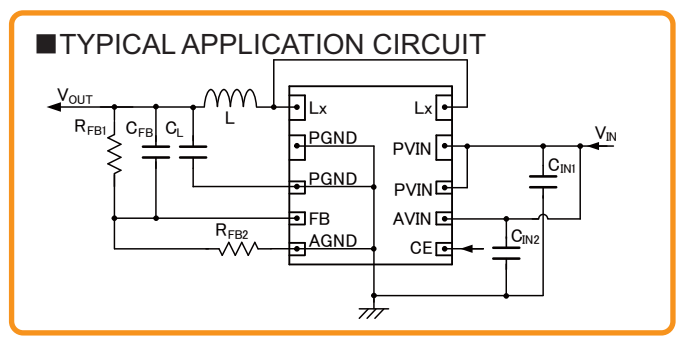 ■TYPICAL APPLICATION CIRCUIT
VOUT
L
Lx
Lx
RFB1
CFB
CL
PGND
PVIN
VIN
CIN1
PGND
PVIN
FB
AVIN
RFB2
AGND
CE
CIN2